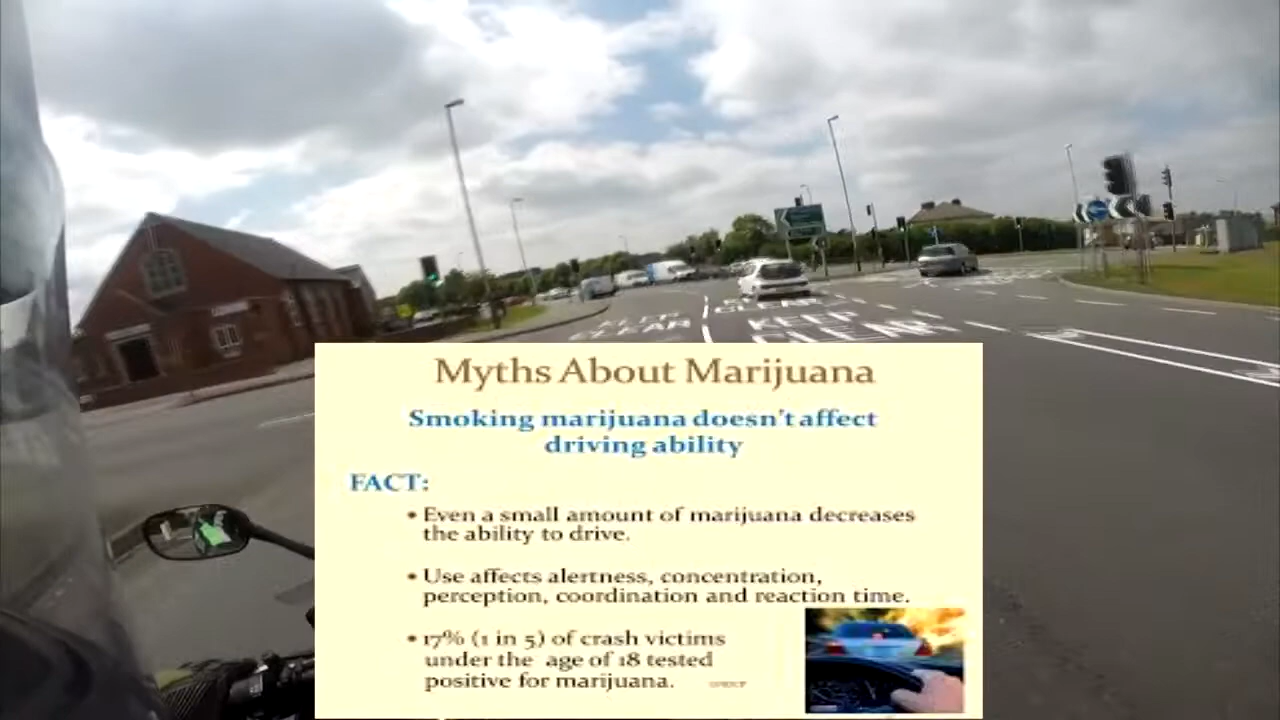 KEEP
CLEAR
Myths About Marijuana
Smoking marijuana doesn't affect
driving ability
FACT:
• Even a small amount of marijuana decreases
the ability to drive.
• Use affects alertness, concentration,
perception, coordination and reaction time.
• 17% (1 in 5) of crash victims
under the age of 18 tested
positive for marijuana.